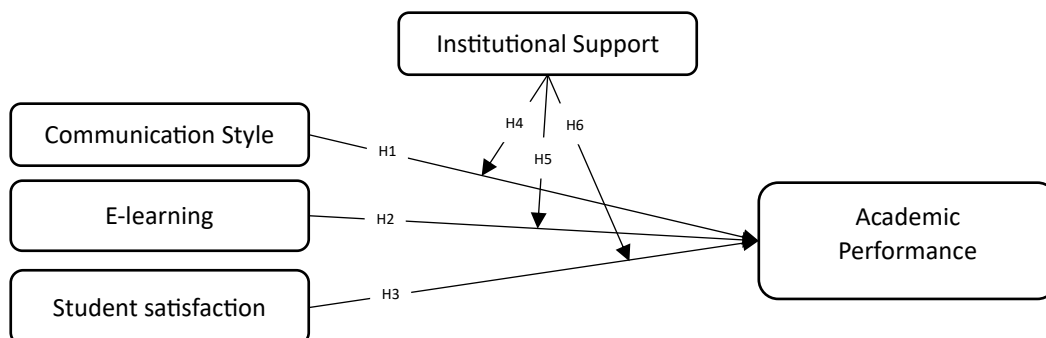 Institutional Support
Communication Style
H4
H6
H1
H5
E-learning
H2
Academic
Performance
Student satisfaction
H3